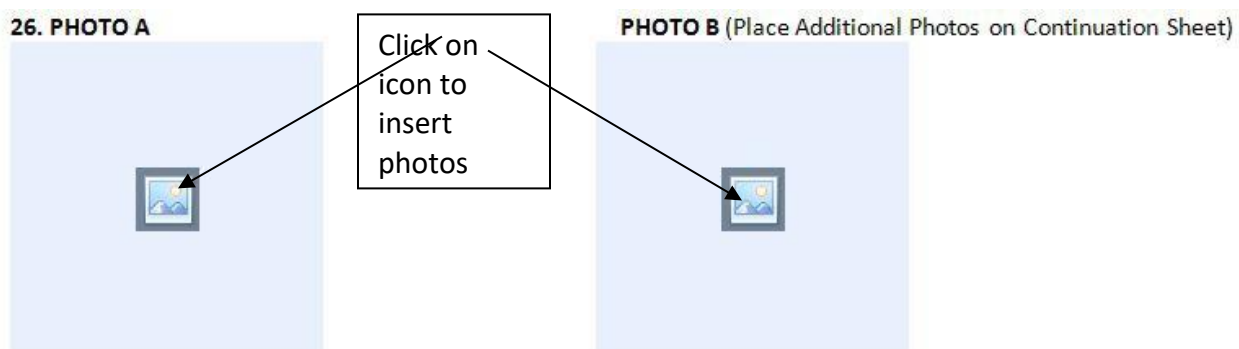 26. PHOTO A
PHOTO B (Place Additional Photos on Continuation Sheet)
Click on
icon to
insert
photos